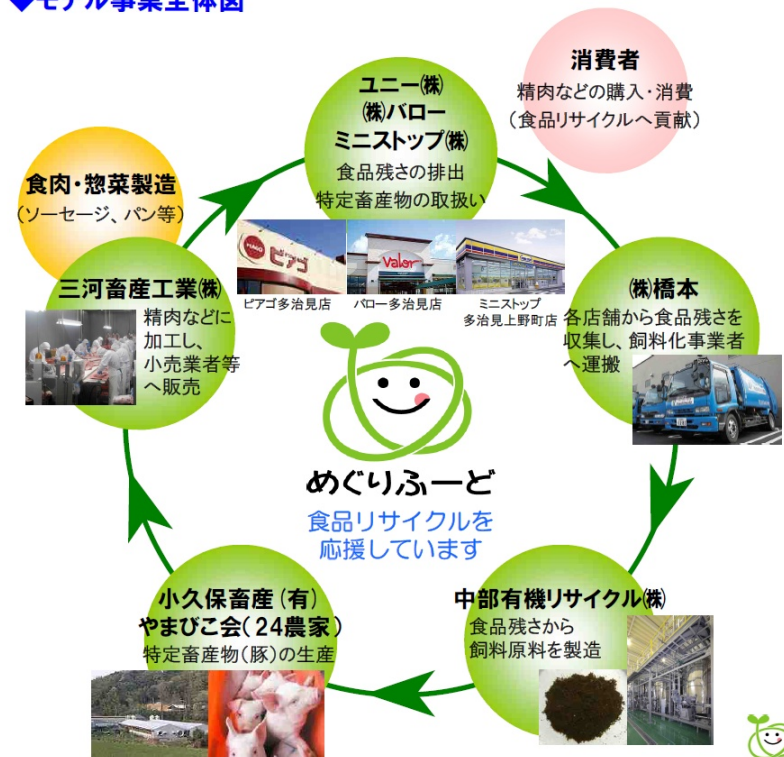 ◆モデル事業全体図
消費者
精肉などの購入・消費
(食品リサイクルへ貢献)
ユニー㈱
㈱バロー
ミニストップ㈱
食品残さの排出
特定畜産物の取扱い
PIAGO
ピアゴ
Valor
ピアゴ多治見店
バロー多治見店
ミニストップ
多治見上野町店
㈱橋本
各店舗から食品残さを
収集し、飼料化事業者
へ運搬
中部有機リサイクル㈱
食品残さから
飼料原料を製造
小久保畜産(有)
やまびこ会(24農家)
特定畜産物(豚)の生産
三河畜産工業㈱
精肉などに
加工し、
小売業者等
へ販売
食肉・惣菜製造
(ソーセージ、パン等)
めぐりふーど
食品リサイクルを
応援しています